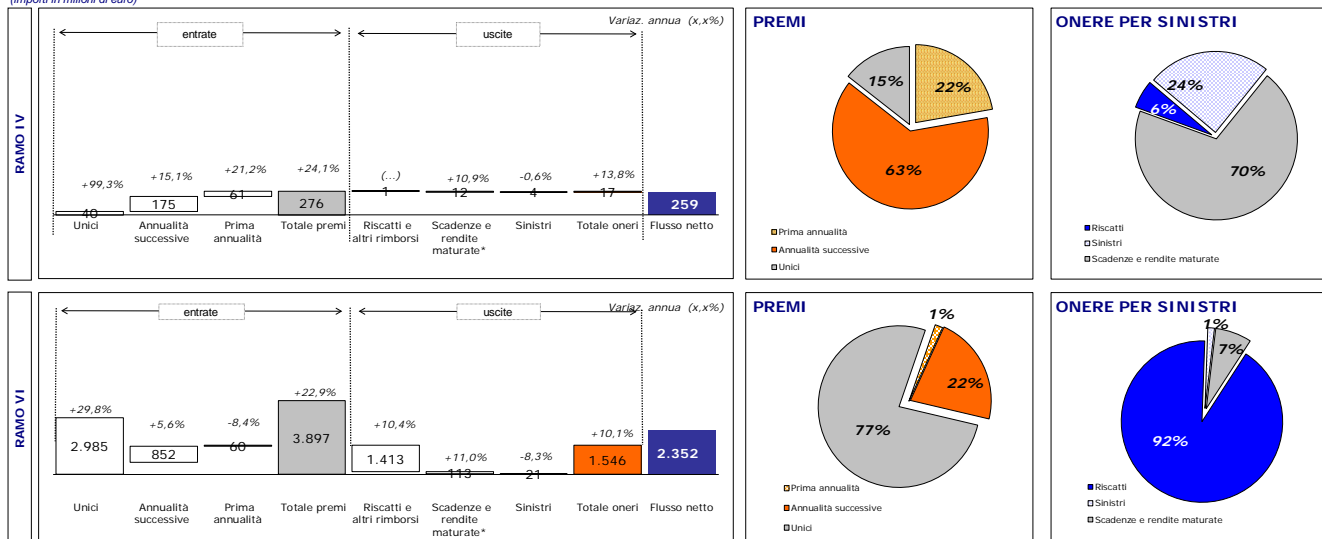 (importi in milioni di euro)
RAMO IV
Variaz. annua (x,x%)
entrate
uscite
+99,3%
+15,1%
+21,2%
+24,1%
(...)
+10,9%
-0,6%
+13,8%
40
175
61
276
1
12
4
17
259
Unici
Annualità successive
Prima annualità
Totale premi
Riscatti e altri rimborsi
Scadenze e rendite maturate*
Sinistri
Totale oneri
Flusso netto
PREMI
15%
22%
63%
Prima annualità
Annualità successive
Unici
ONERE PER SINISTRI
24%
6%
70%
Riscatti
Sinistri
Scadenze e rendite maturate
RAMO VI
Variaz. annua (x,x%)
entrate
uscite
+29,8%
+5,6%
-8,4%
+22,9%
+10,4%
+11,0%
-8,3%
+10,1%
2.985
852
60
3.897
1.413
113
21
1.546
2.352
Unici
Annualità successive
Prima annualità
Totale premi
Riscatti e altri rimborsi
Scadenze e rendite maturate*
Sinistri
Totale oneri
Flusso netto
PREMI
1%
22%
77%
Prima annualità
Annualità successive
Unici
ONERE PER SINISTRI
1%
7%
92%
Riscatti
Sinistri
Scadenze e rendite maturate